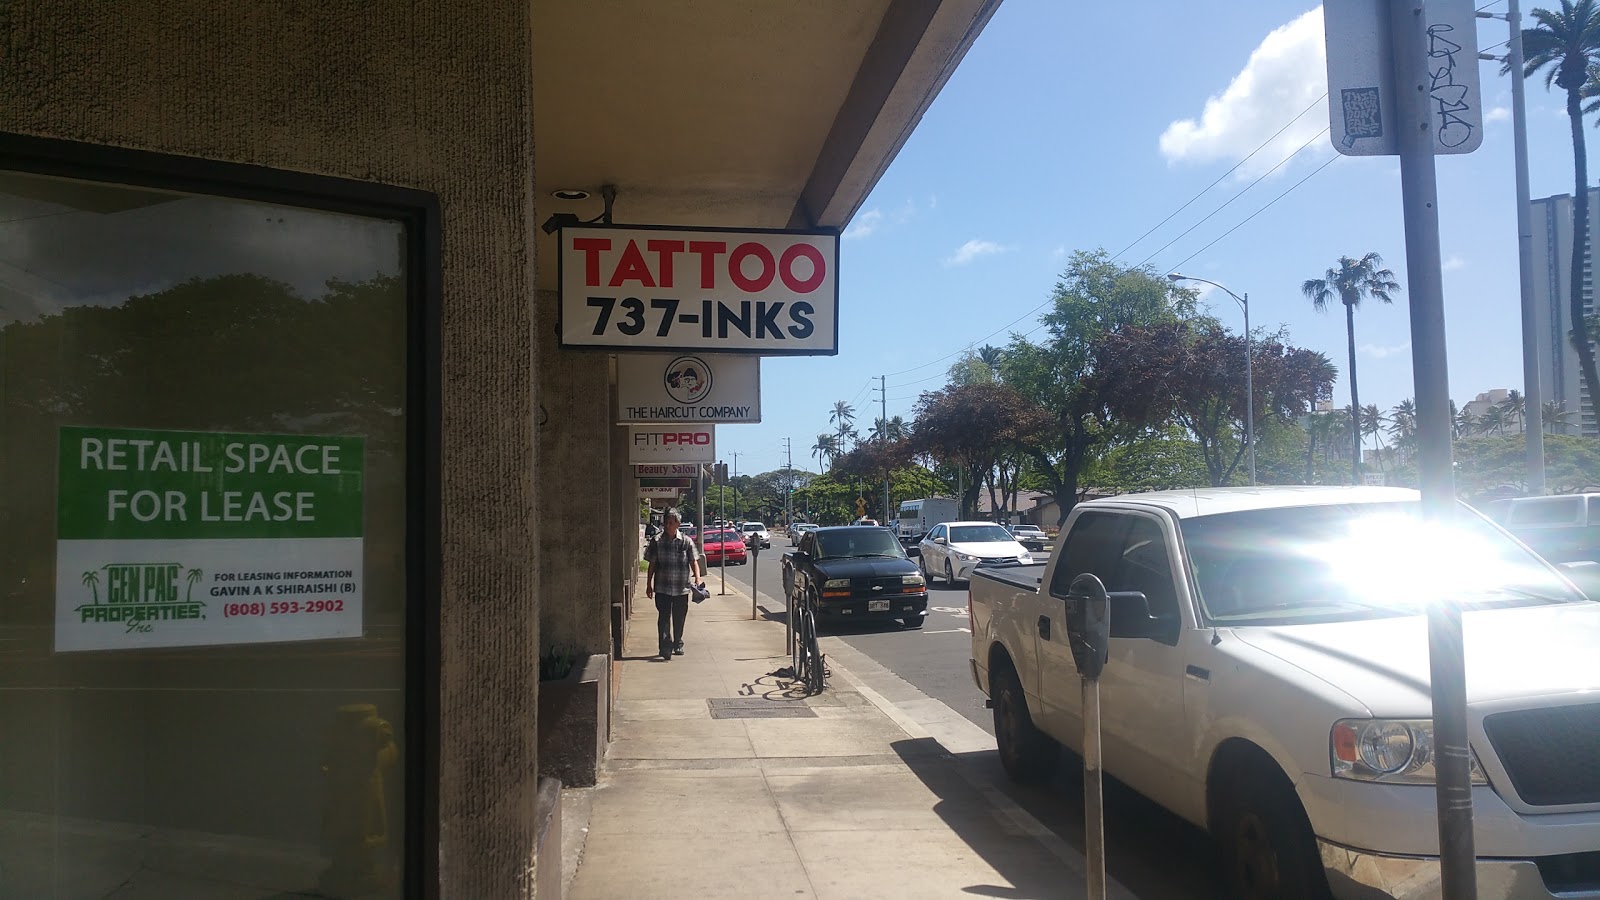 RETAIL SPACE
FOR LEASE
GEN PAC
PROPERTIES,
Inc.
FOR LEASING INFORMATION
GAVIN A K SHIRAISHI (B)
(808) 593-2902
TATTOO
737-INKS
THE HAIRCUT COMPANY
FITPRO
HAWAII
Beauty Salon